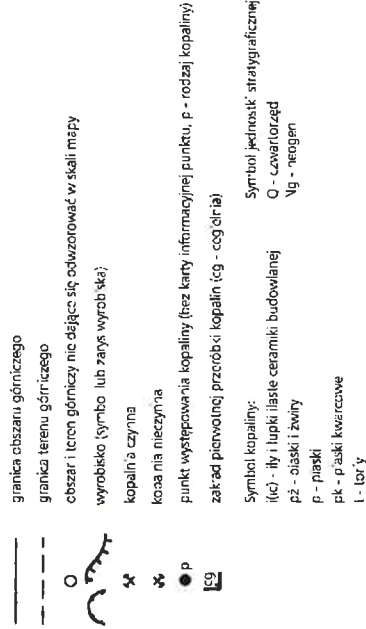 granica obszaru górniczego
granica terenu górniczego
obszar i teren górniczy nie dające się odwzorować w skali mapy
wyrobisko (symbol lub zarys wyrobiska)
kopalnia czynna
kopalnia nieczynna
p punkt występowania kopaliny (bez karty informacyjnej punktu, p - rodzaj kopaliny)
cg zakład pierwotnej przeróbki kopalin (cg - cegielnia)
Symbol kopaliny:
i(ic) - iły i łupki ilaste ceramiki budowlanej
pż - piaski i żwiry
p - piaski
pk - piaski kwarcowe
t - torfy
Symbol jednostki stratygraficznej
Q - czwartorzęd
Ng - neogen